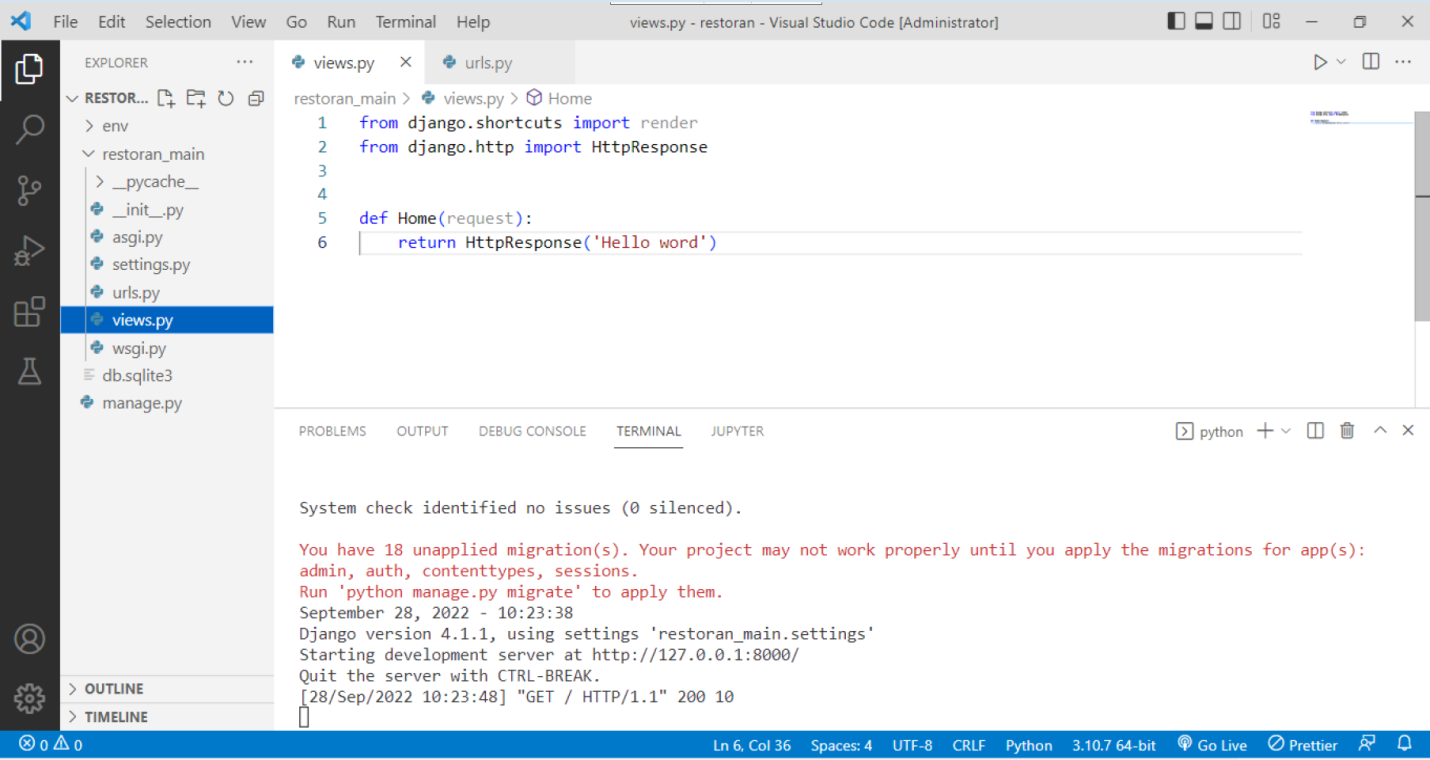 File Edit Selection View Go Run Terminal Help views.py - restoran - Visual Studio Code [Administrator]
EXPLORER
RESTOR...
env
restoran_main
__pycache__
__init__.py
asgi.py
settings.py
urls.py
views.py
wsgi.py
db.sqlite3
manage.py
OUTLINE
TIMELINE
views.py urls.py
restoran_main > views.py > Home
1 from django.shortcuts import render
2 from django.http import HttpResponse
3
4
5 def Home(request):
6 return HttpResponse('Hello word')
PROBLEMS OUTPUT DEBUG CONSOLE TERMINAL JUPYTER python
System check identified no issues (0 silenced).
You have 18 unapplied migration(s). Your project may not work properly until you apply the migrations for app(s):
admin, auth, contenttypes, sessions.
Run 'python manage.py migrate' to apply them.
September 28, 2022 - 10:23:38
Django version 4.1.1, using settings 'restoran_main.settings'
Starting development server at http://127.0.0.1:8000/
Quit the server with CTRL-BREAK.
[28/Sep/2022 10:23:48] "GET / HTTP/1.1" 200 10
0 0 Ln 6, Col 36 Spaces: 4 UTF-8 CRLF Python 3.10.7 64-bit Go Live Prettier